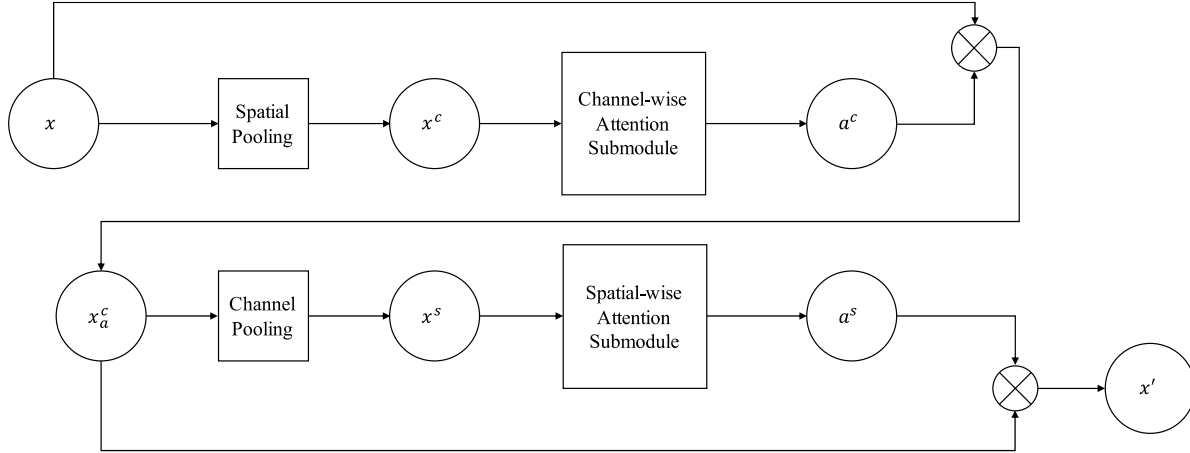 x
Spatial
Pooling
x^c
Channel-wise
Attention
Submodule
a^c
x_a^c
Channel
Pooling
x^s
Spatial-wise
Attention
Submodule
a^s
x′